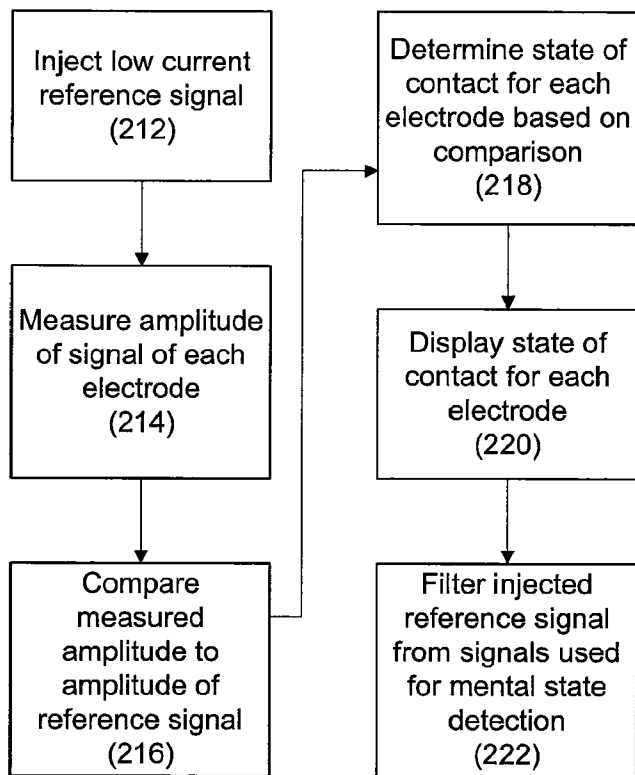 Inject low current
reference signal
(212)
Measure amplitude
of signal of each
electrode
(214)
Compare
measured
amplitude to
amplitude of
reference signal
(216)
Determine state of
contact for each
electrode based on
comparison
(218)
Display state of
contact for each
electrode
(220)
Filter injected
reference signal
from signals used
for mental state
detection
(222)